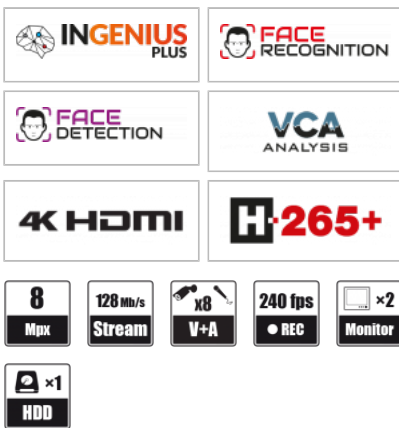 INGENIUS
PLUS
FACE
RECOGNITION
FACE
DETECTION
VCA
ANALYSIS
4K HDMI
H.265+
8
Mpx
128 Mb/s
Stream
x8
V+A
240 fps
● REC
×2
Monitor
×1
HDD